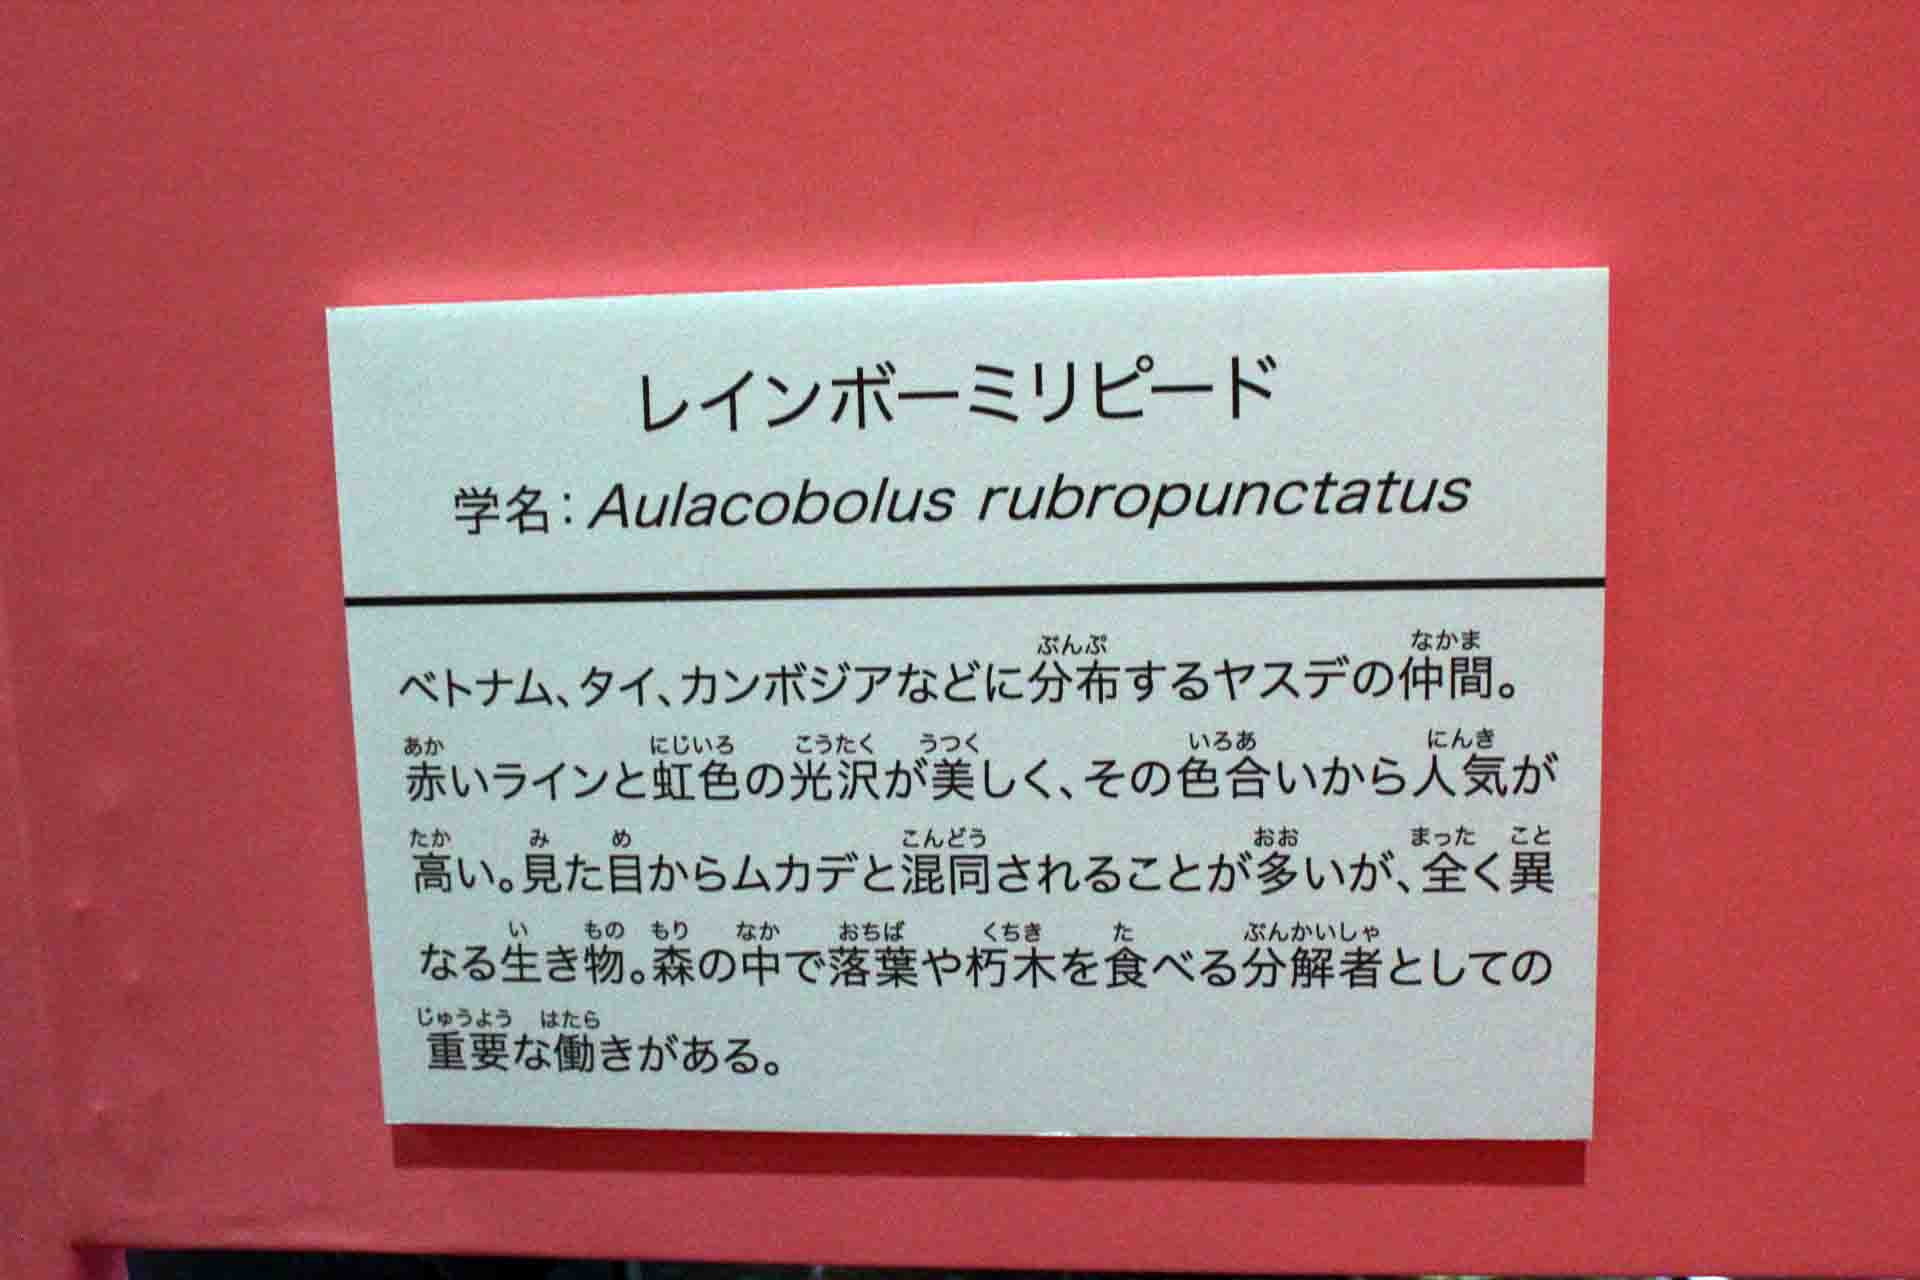 レインボーミリピード
学名：Aulacobolus rubropunctatus
ぶんぷ なかま
ベトナム、タイ、カンボジアなどに分布するヤスデの仲間。
あか にじいろ こうたく うつく いろあ にんき
赤いラインと虹色の光沢が美しく、その色合いから人気が
たか み め こんどう おお まった こと
高い。見た目からムカデと混同されることが多いが、全く異
い もの もり なか おちば くちき た ぶんかいしゃ
なる生き物。森の中で落葉や朽木を食べる分解者としての
じゅうよう はたら
重要な働きがある。